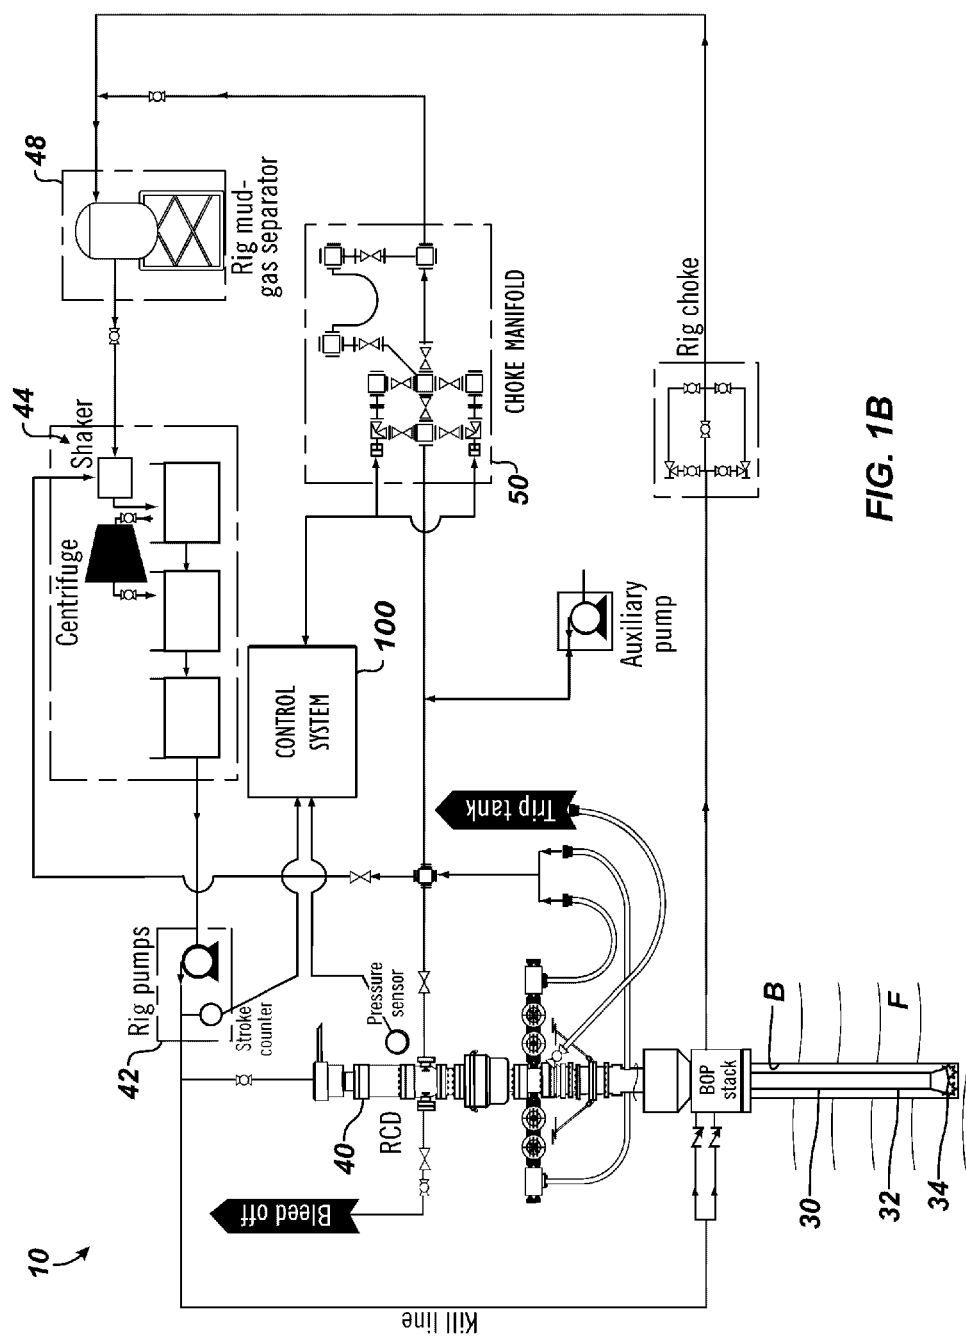 10
Kill line
42
Rig pumps
Stroke
counter
40
RCD
Pressure
sensor
Bleed off
30
32
34
B
F
BOP
stack
Trip tank
CONTROL
SYSTEM
100
Auxiliary
pump
44
Shaker
Centrifuge
50
CHOKE MANIFOLD
48
Rig mud-
gas separator
Rig choke
FIG. 1B